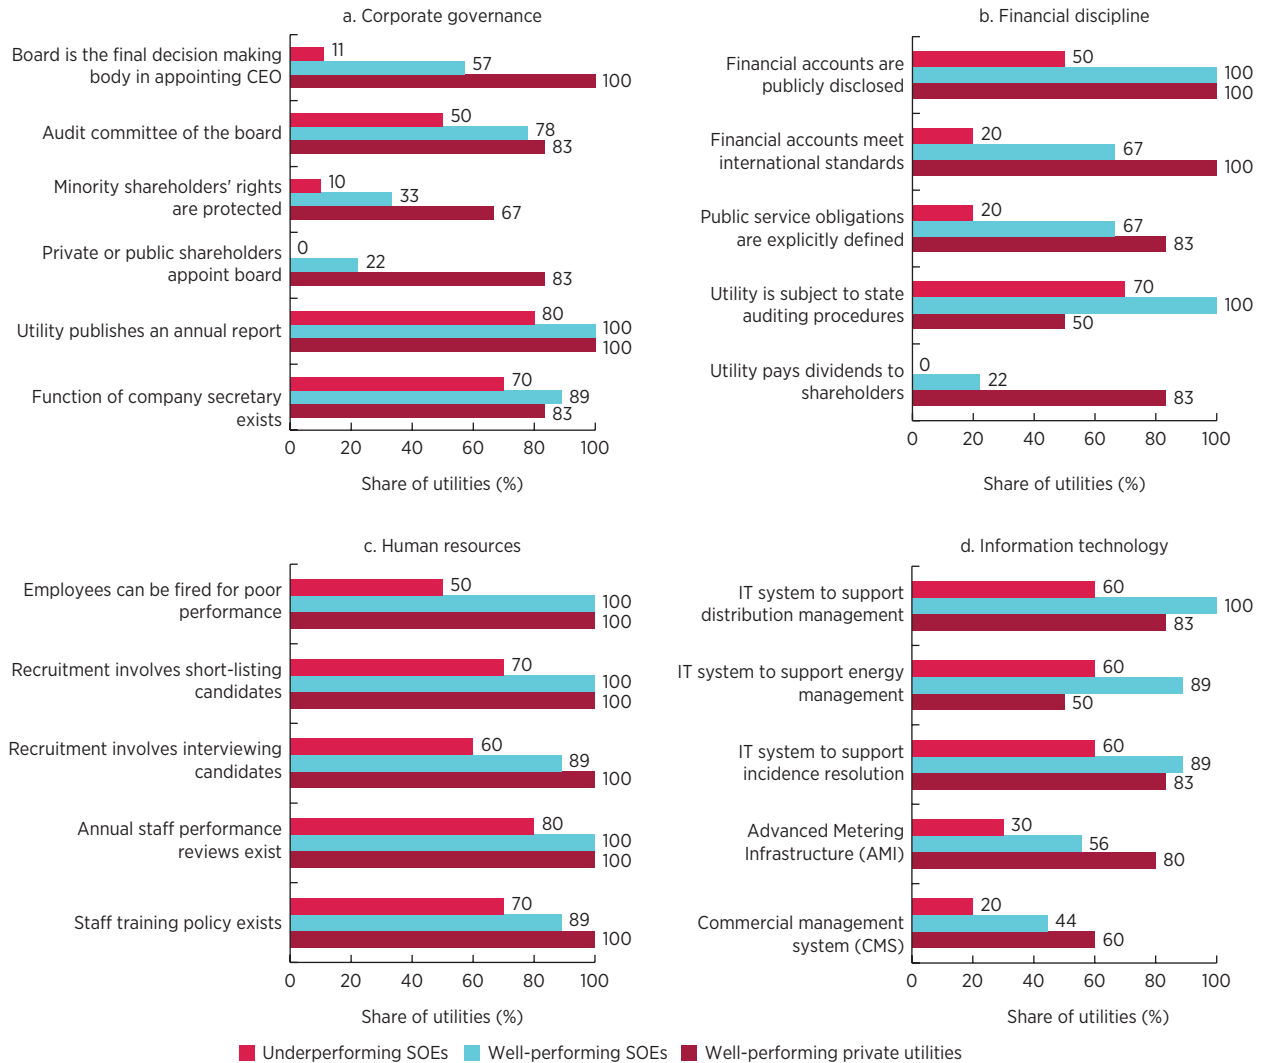 a. Corporate governance
Board is the final decision making
body in appointing CEO
11
57
100
Audit committee of the board
50
78
83
Minority shareholders' rights
are protected
10
33
67
Private or public shareholders
appoint board
0
22
83
Utility publishes an annual report
80
100
100
Function of company secretary
exists
70
89
83
0 20 40 60 80 100
Share of utilities (%)
b. Financial discipline
Financial accounts are
publicly disclosed
50
100
100
Financial accounts meet
international standards
20
67
100
Public service obligations
are explicitly defined
20
67
83
Utility is subject to state
auditing procedures
70
100
50
Utility pays dividends to
shareholders
0
22
83
0 20 40 60 80 100
Share of utilities (%)
c. Human resources
Employees can be fired for poor
performance
50
100
100
Recruitment involves short-listing
candidates
70
100
100
Recruitment involves interviewing
candidates
60
89
100
Annual staff performance
reviews exist
80
100
100
Staff training policy exists
70
89
100
0 20 40 60 80 100
Share of utilities (%)
d. Information technology
IT system to support
distribution management
60
100
83
IT system to support energy
management
60
89
50
IT system to support
incidence resolution
60
89
83
Advanced Metering
Infrastructure (AMI)
30
56
80
Commercial management
system (CMS)
20
44
60
0 20 40 60 80 100
Share of utilities (%)
Underperforming SOEs Well-performing SOEs Well-performing private utilities